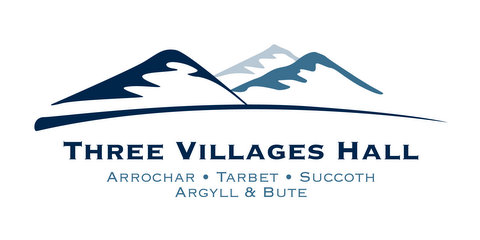 THREE VILLAGES HALL
ARROCHAR • TARBET • SUCCOTH
ARGYLL & BUTE